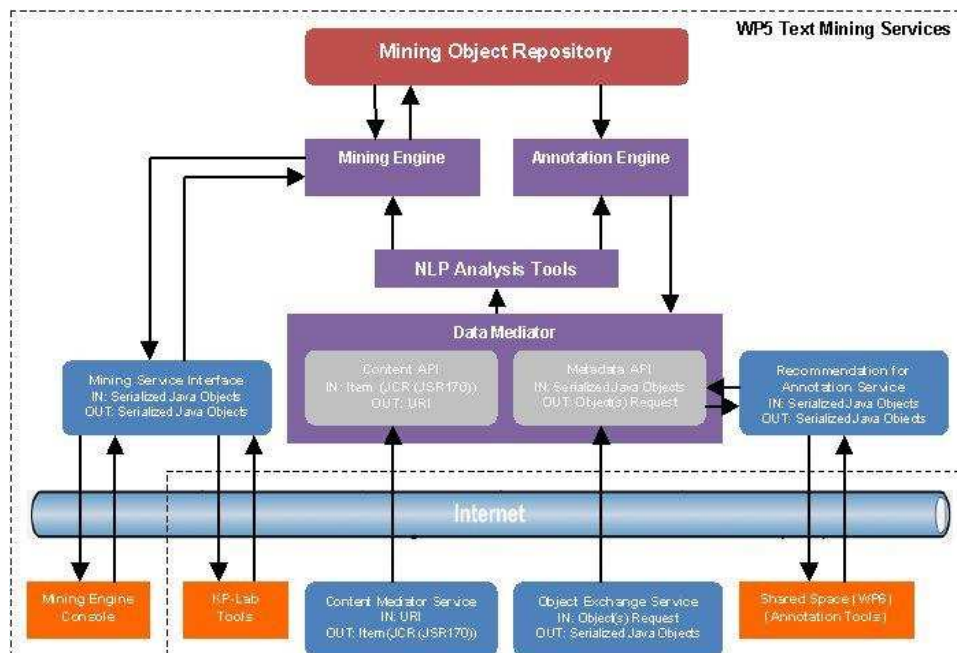 WP5 Text Mining Services
Mining Object Repository
Mining Engine
Annotation Engine
NLP Analysis Tools
Data Mediator
Content API
IN: Item (JCR (JSR170))
OUT: URI
Metadata API
IN: Serialized Java Objects
OUT: Object(s) Request
Mining Service Interface
IN: Serialized Java Objects
OUT: Serialized Java Objects
Recommendation for
Annotation Service
IN: Serialized Java Objects
OUT: Serialized Java Objects
Internet
Mining Engine
Console
KP-Lab
Tools
Content Mediator Service
IN: URI
OUT: Item (JCR (JSR170))
Object Exchange Service
IN: Object(s) Request
OUT: Serialized Java Objects
Shared Space (WP6)
(Annotation Tools)